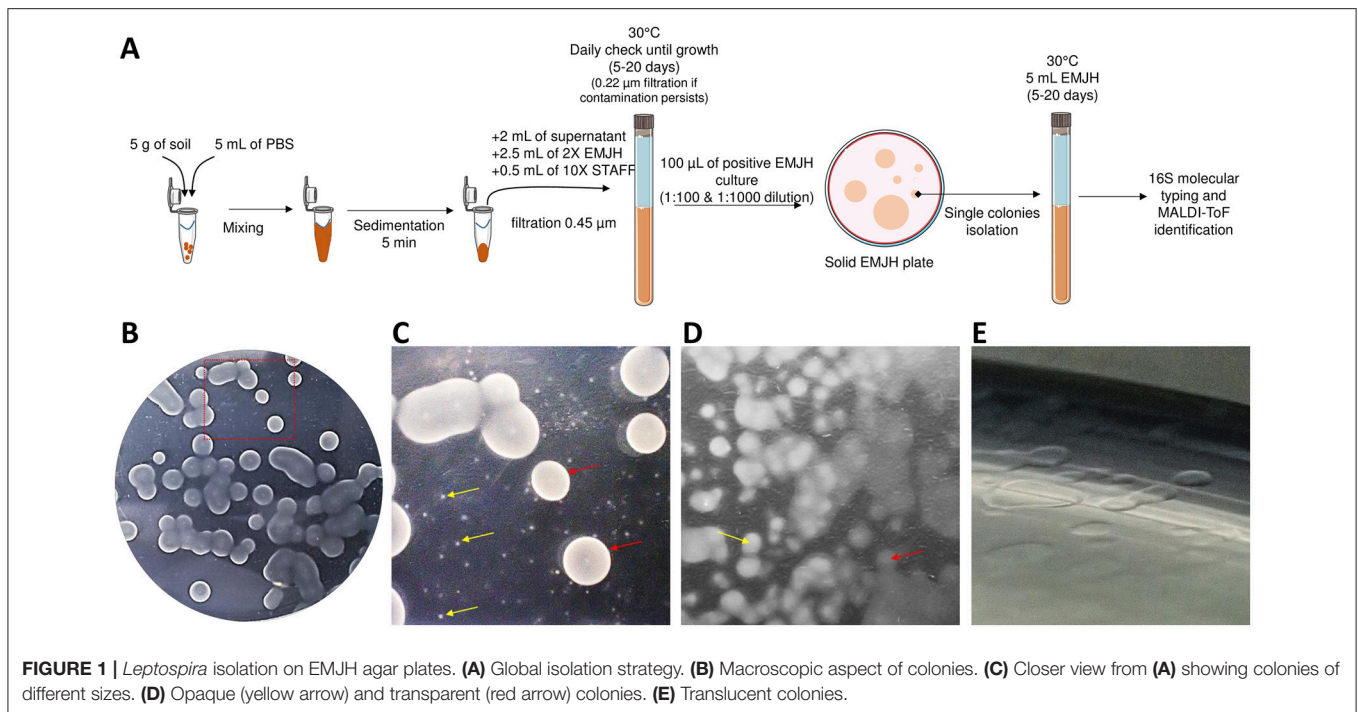 A
5 g of soil
5 mL of PBS
Mixing
Sedimentation
5 min
+2 mL of supernatant
+2.5 mL of 2X EMJH
+0.5 mL of 10X STAFF
filtration 0.45 µm
30°C
Daily check until growth
(5-20 days)
(0.22 µm filtration if
contamination persists)
100 µL of positive EMJH
culture
(1:100 & 1:1000 dilution)
Solid EMJH plate
Single colonies
isolation
30°C
5 mL EMJH
(5-20 days)
16S molecular
typing and
MALDI-ToF
identification
B
C
D
E
FIGURE 1 | Leptospira isolation on EMJH agar plates. (A) Global isolation strategy. (B) Macroscopic aspect of colonies. (C) Closer view from (A) showing colonies of
different sizes. (D) Opaque (yellow arrow) and transparent (red arrow) colonies. (E) Translucent colonies.